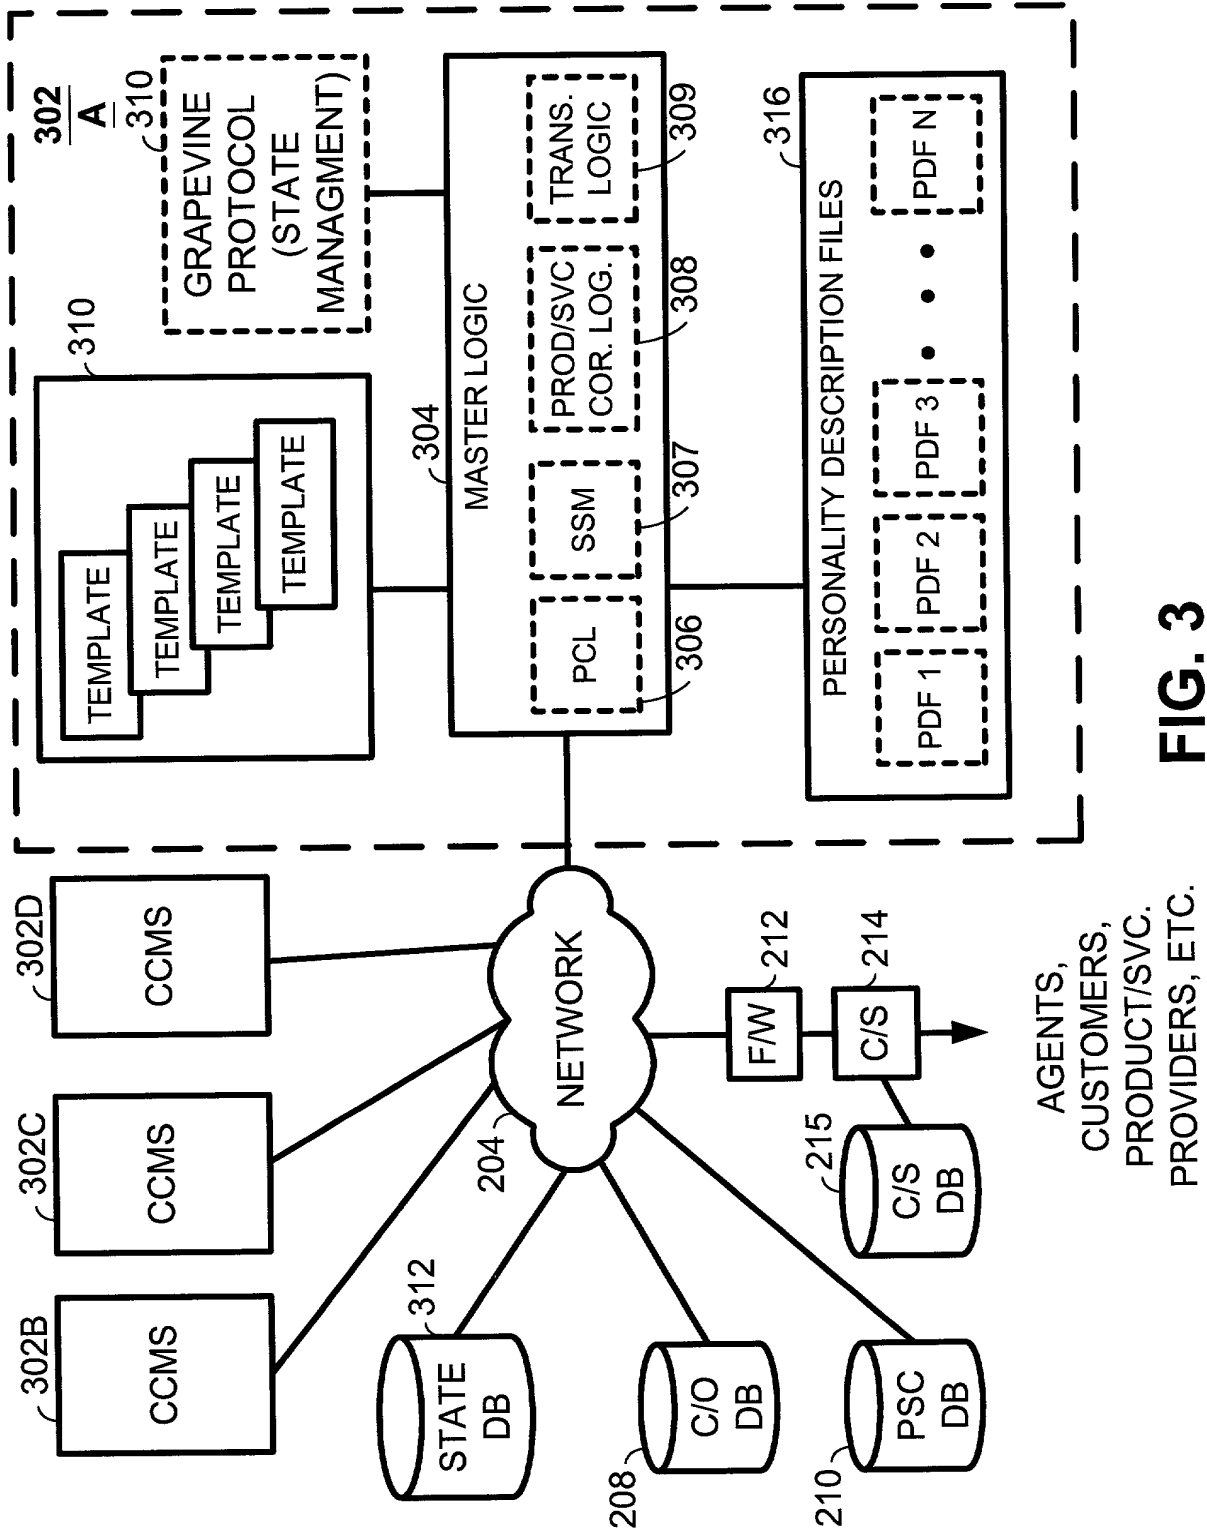 302B
CCMS
302C
CCMS
302D
CCMS
302
A
310
TEMPLATE
TEMPLATE
TEMPLATE
TEMPLATE
310
GRAPEVINE
PROTOCOL
(STATE
MANAGMENT)
304
MASTER LOGIC
PCL
306
SSM
307
PROD/SVC
COR. LOG.
308
TRANS.
LOGIC
309
316
PERSONALITY DESCRIPTION FILES
PDF 1
PDF 2
PDF 3
PDF N
204
NETWORK
312
STATE
DB
208
C/O
DB
210
PSC
DB
F/W
212
C/S
214
215
C/S
DB
AGENTS,
CUSTOMERS,
PRODUCT/SVC.
PROVIDERS, ETC.
FIG. 3